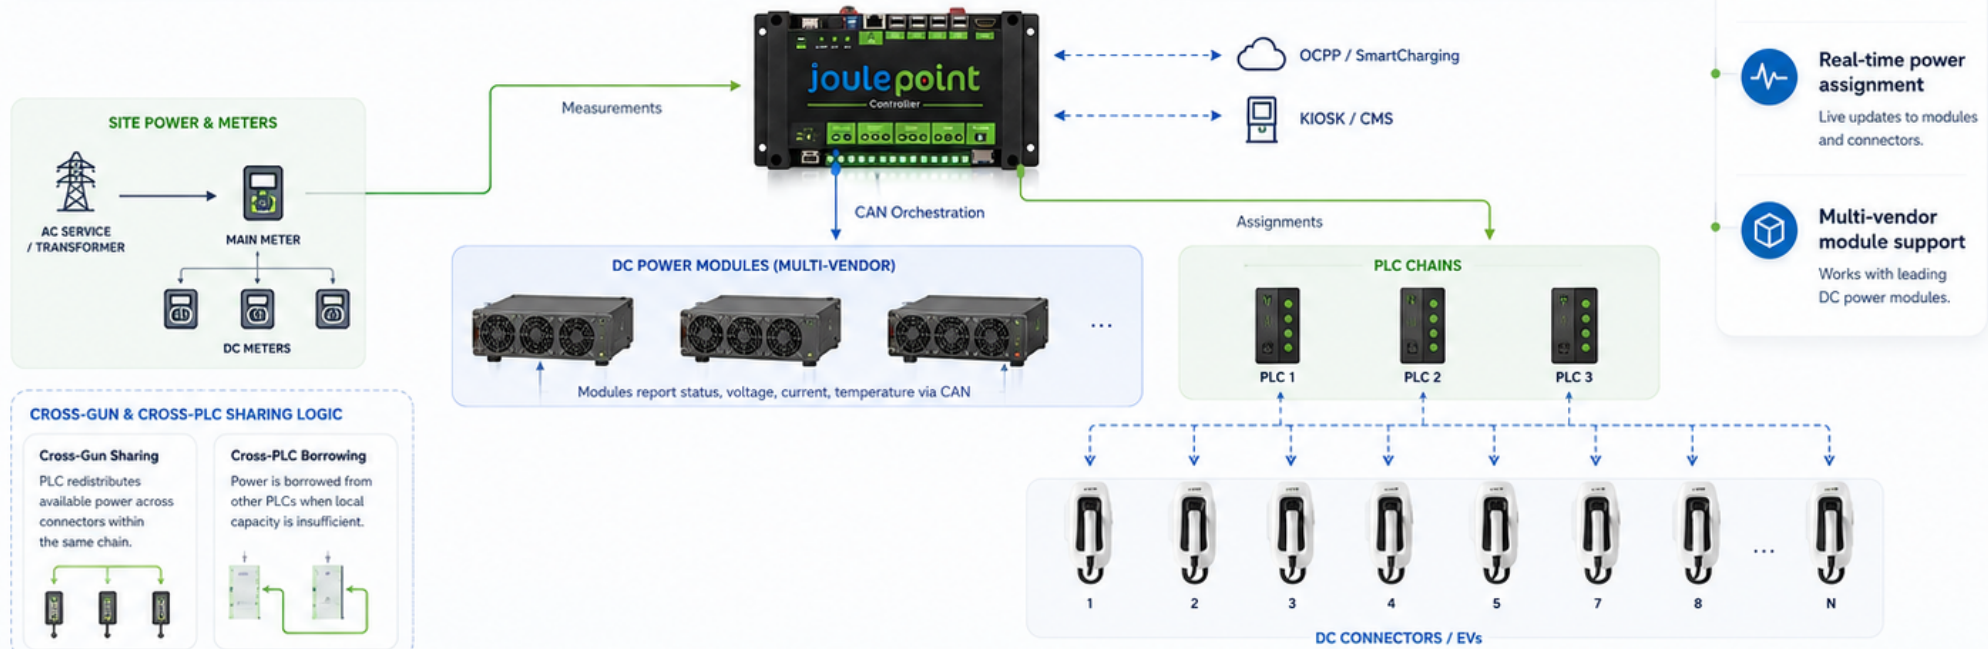 joulepoint
Controller
OCPP / SmartCharging
KIOSK / CMS
Measurements
SITE POWER & METERS
AC SERVICE
/ TRANSFORMER
MAIN METER
DC METERS
CAN Orchestration
Assignments
DC POWER MODULES (MULTI-VENDOR)
...
Modules report status, voltage, current, temperature via CAN
PLC CHAINS
PLC 1
PLC 2
PLC 3
Real-time power
assignment
Live updates to modules
and connectors.
Multi-vendor
module support
Works with leading
DC power modules.
CROSS-GUN & CROSS-PLC SHARING LOGIC
Cross-Gun Sharing
PLC redistributes
available power across
connectors within
the same chain.
Cross-PLC Borrowing
Power is borrowed from
other PLCs when local
capacity is insufficient.
1
2
3
4
5
7
8
...
N
DC CONNECTORS / EVs